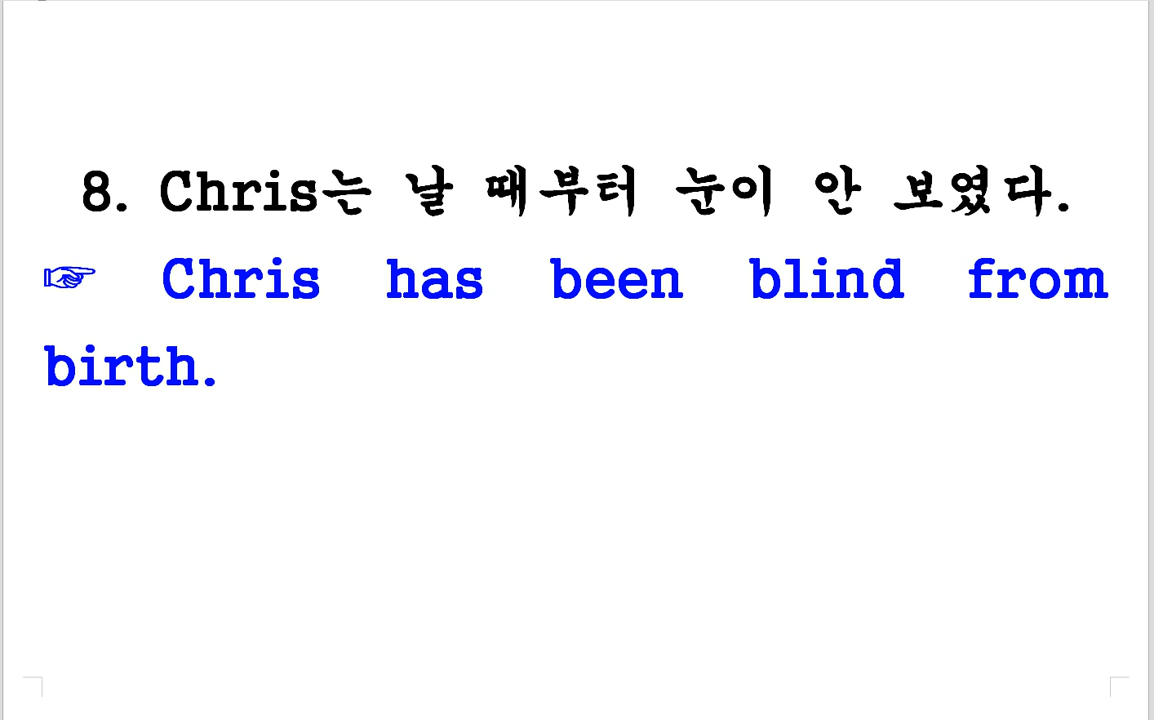 8. Chris는 날 때부터 눈이 안 보였다.
☞ Chris has been blind from
birth.